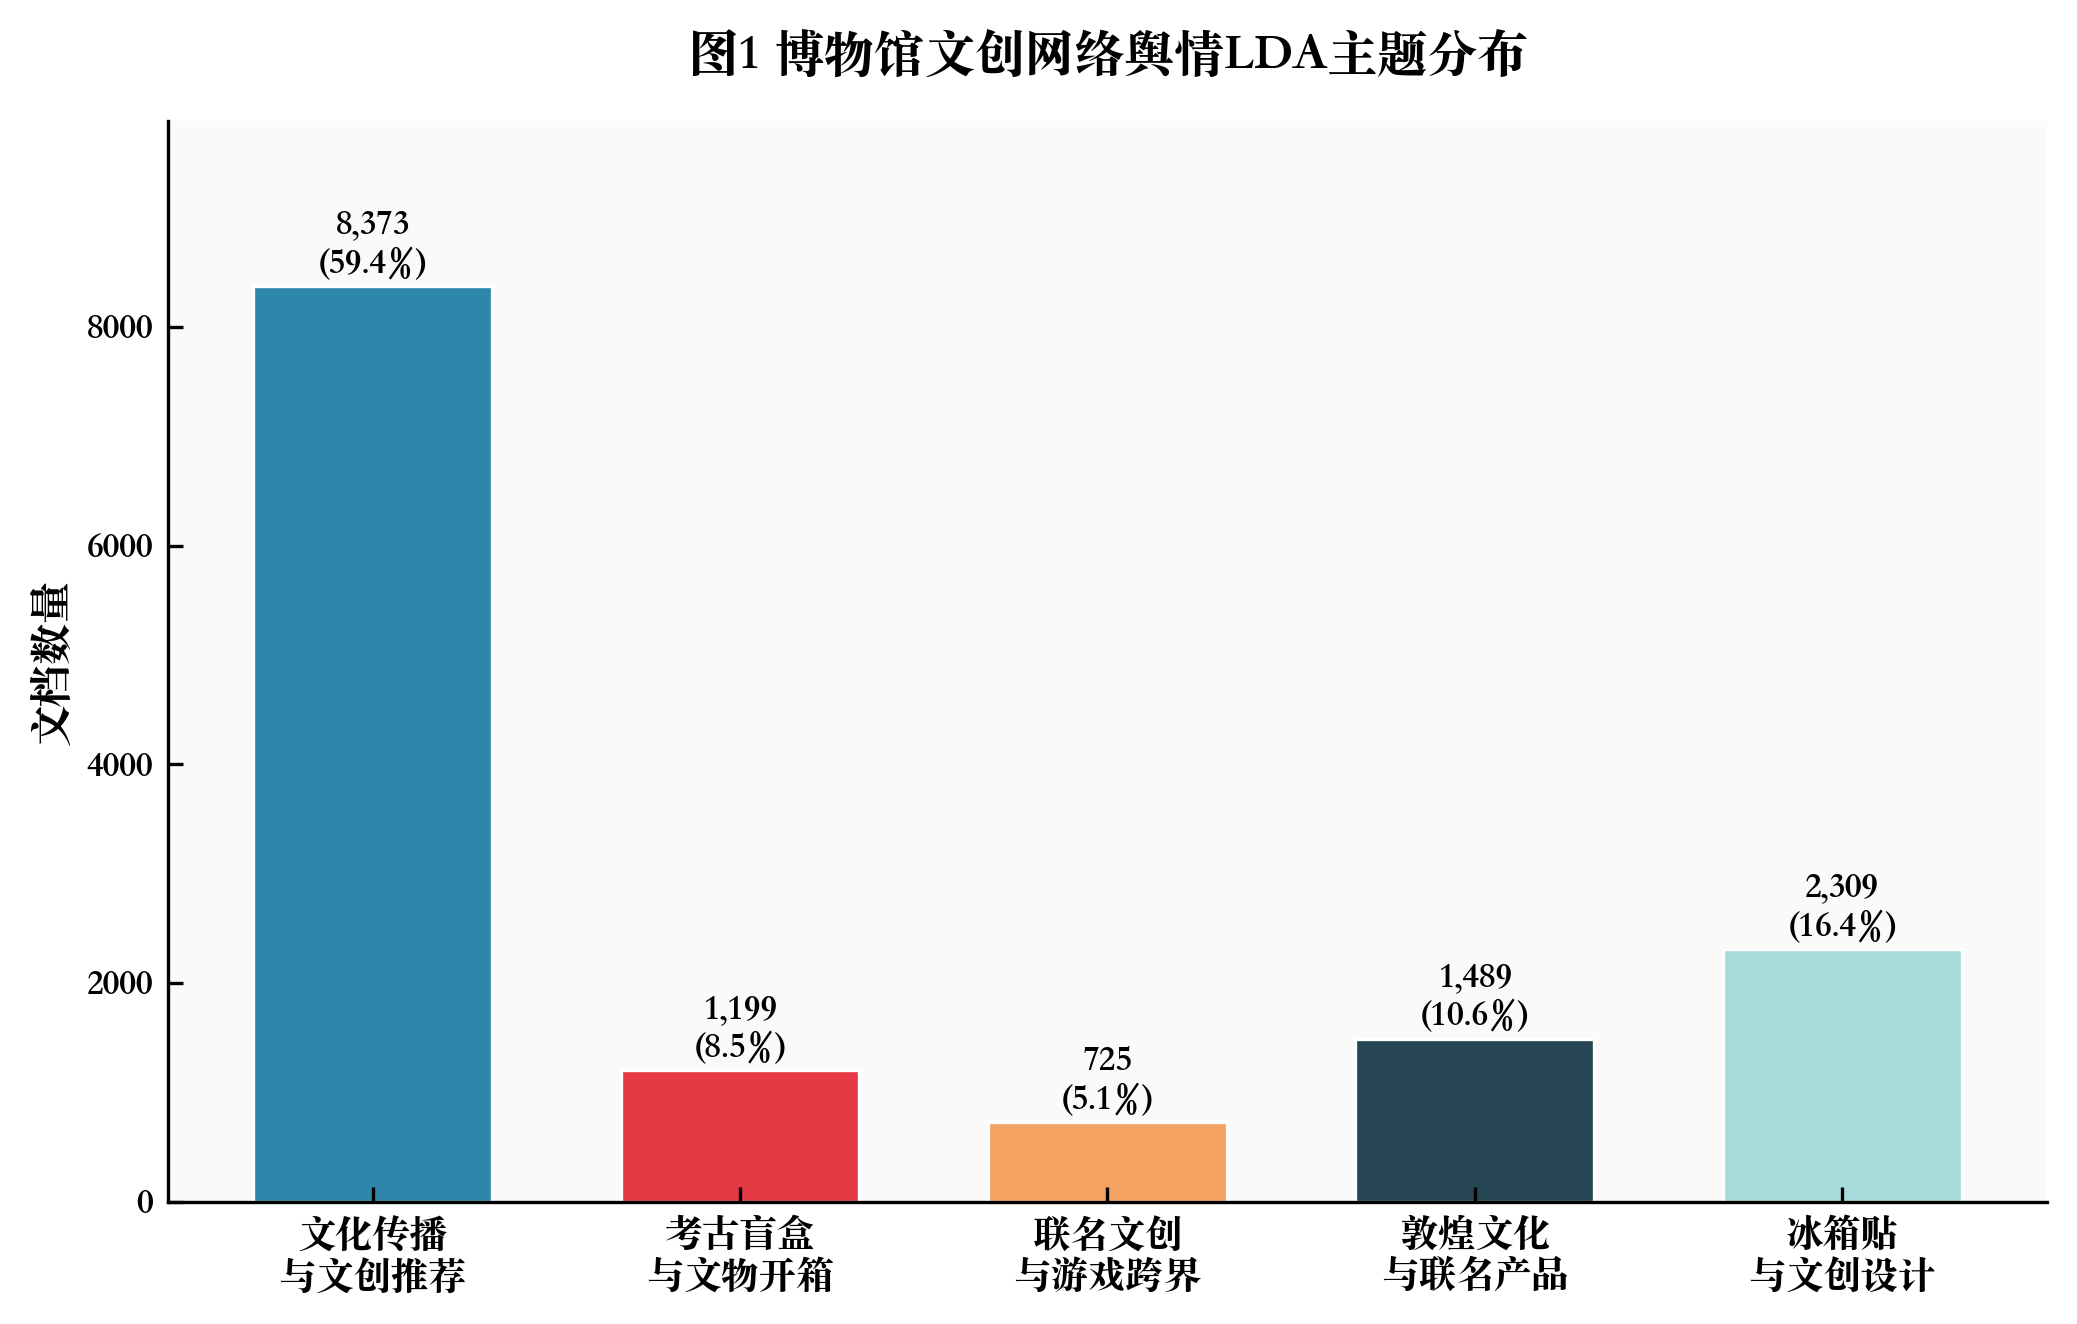 图1 博物馆文创网络舆情LDA主题分布
文档数量
8000
6000
4000
2000
0
8,373
(59.4%)
1,199
(8.5%)
725
(5.1%)
1,489
(10.6%)
2,309
(16.4%)
文化传播
与文创推荐
考古盲盒
与文物开箱
联名文创
与游戏跨界
敦煌文化
与联名产品
冰箱贴
与文创设计